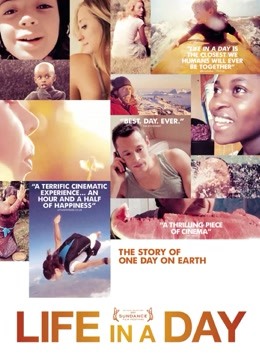 "LIFE IN A DAY IS
THE CLOSEST WE
HUMANS WILL EVER
BE TOGETHER"
"BEST. DAY. EVER."
"A TERRIFIC CINEMATIC
EXPERIENCE... AN
HOUR AND A HALF
OF HAPPINESS"
"A THRILLING
PIECE OF
CINEMA"
THE STORY OF
ONE DAY ON EARTH
SUNDANCE
LIFE IN A DAY